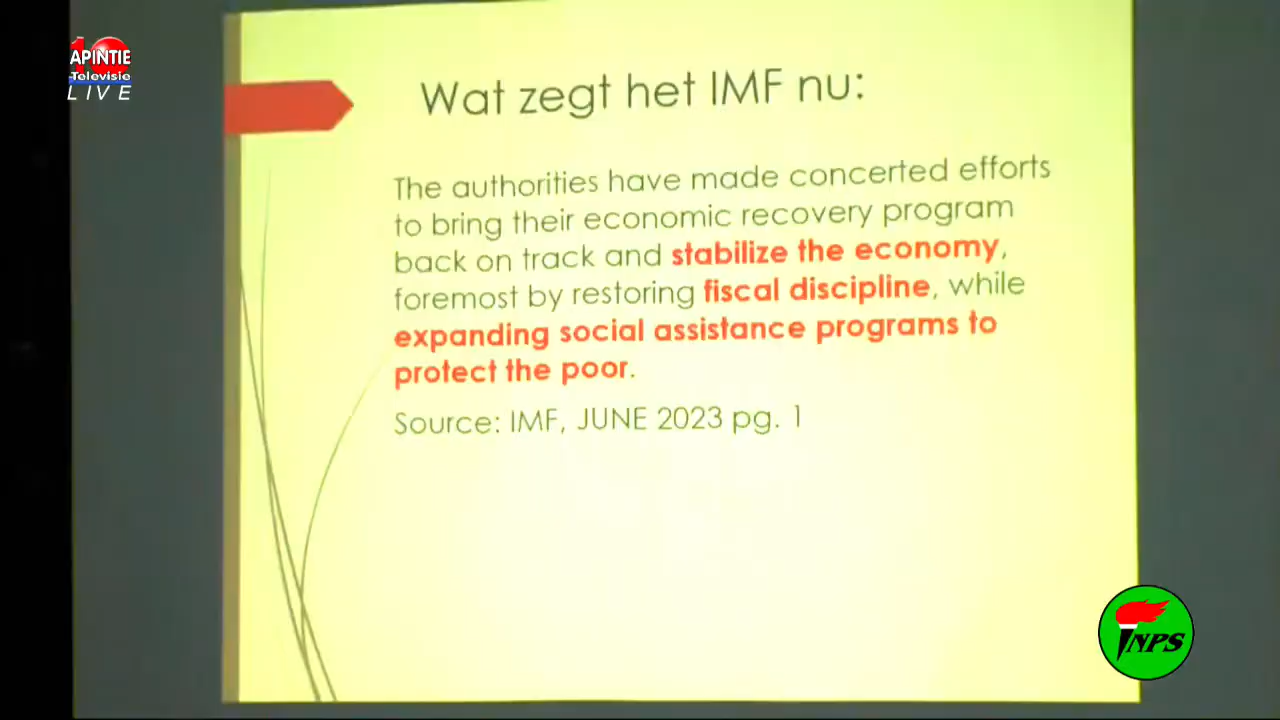 10
APINTIE
Televisie
LIVE
Wat zegt het IMF nu:
The authorities have made concerted efforts
to bring their economic recovery program
back on track and stabilize the economy,
foremost by restoring fiscal discipline, while
expanding social assistance programs to
protect the poor.
Source: IMF, JUNE 2023 pg. 1
NPS